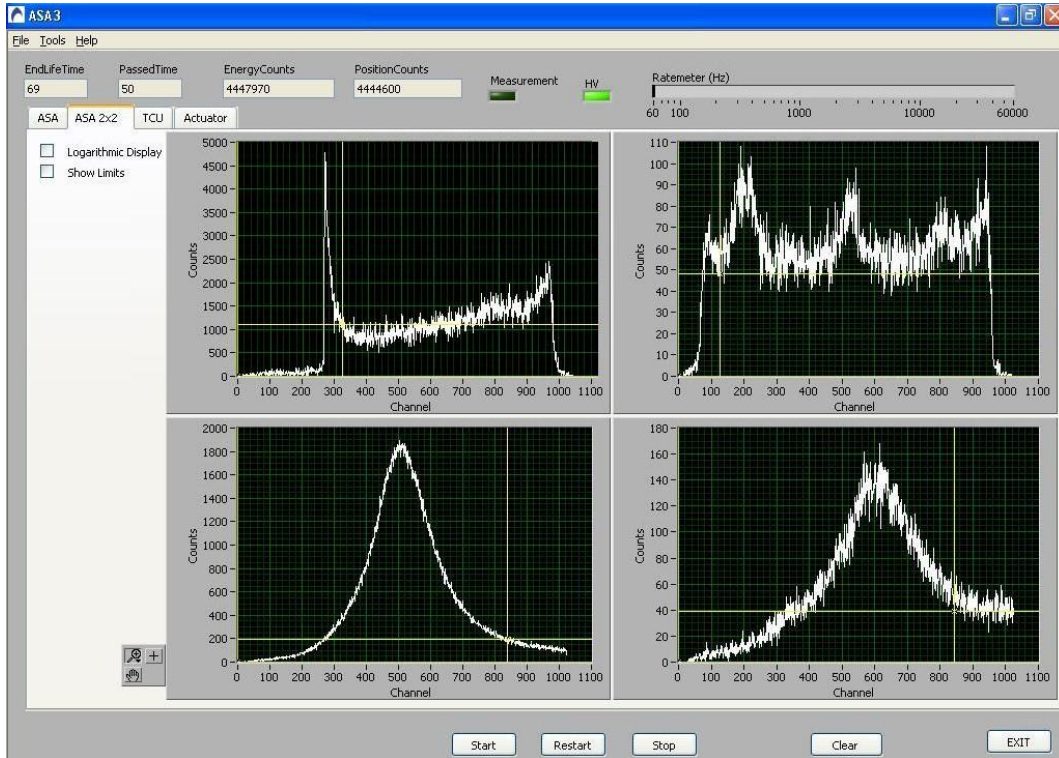 ASA3
File Tools Help
EndLifeTime PassedTime EnergyCounts PositionCounts Measurement HV Ratemeter (Hz)
69 50 4447970 4444600
60 100 1000 10000 60000
ASA ASA 2x2 TCU Actuator
Logarithmic Display
Show Limits
5000
4500
4000
3500
3000
2500
2000
1500
1000
500
0
Counts
0 100 200 300 400 500 600 700 800 900 1000 1100
Channel
110
100
90
80
70
60
50
40
30
20
10
0
Counts
0 100 200 300 400 500 600 700 800 900 1000 1100
Channel
2000
1800
1600
1400
1200
1000
800
600
400
200
0
Counts
0 100 200 300 400 500 600 700 800 900 1000 1100
Channel
180
160
140
120
100
80
60
40
20
0
Counts
0 100 200 300 400 500 600 700 800 900 1000 1100
Channel
Start Restart Stop Clear EXIT